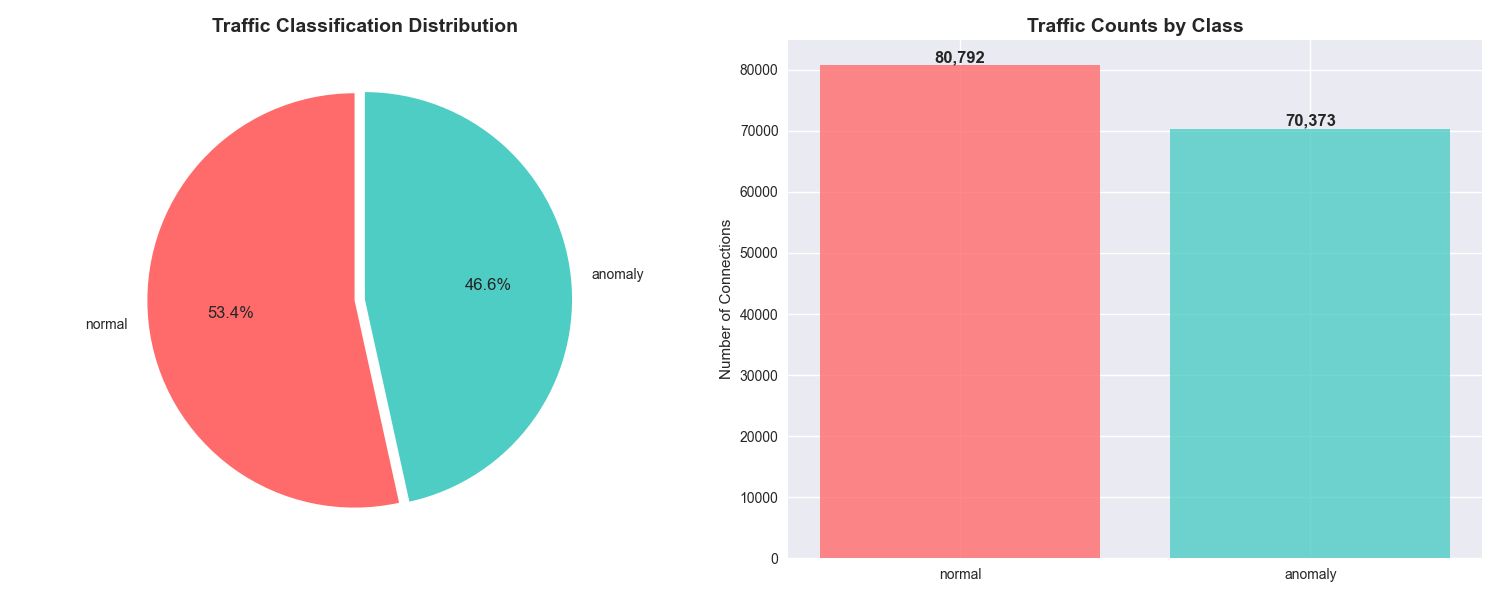 Traffic Classification Distribution
normal
53.4%
46.6%
anomaly
Traffic Counts by Class
Number of Connections
80000
70000
60000
50000
40000
30000
20000
10000
0
80,792
70,373
normal
anomaly